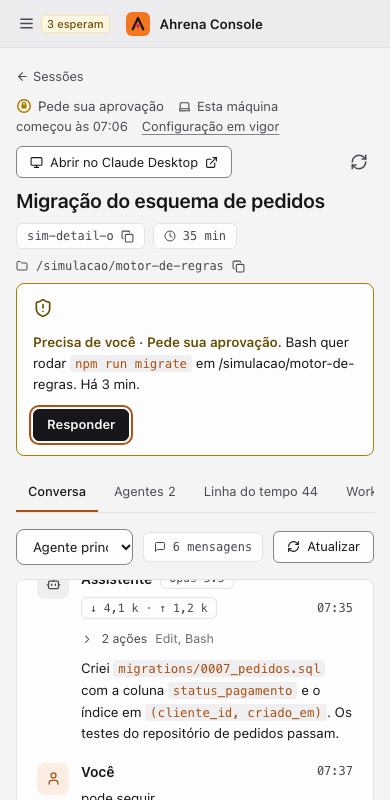 3 esperam
Ahrena Console
Sessões
Pede sua aprovação
Esta máquina
começou às 07:06
Configuração em vigor
Abrir no Claude Desktop
Migração do esquema de pedidos
sim-detail-o
35 min
/simulacao/motor-de-regras
Precisa de você · Pede sua aprovação. Bash quer
rodar npm run migrate em /simulacao/motor-de-
regras. Há 3 min.
Responder
Conversa
Agentes 2
Linha do tempo 44
Work
Agente princ
6 mensagens
Atualizar
Assistente
↓ 4,1 k · ↑ 1,2 k
07:35
2 ações Edit, Bash
Criei migrations/0007_pedidos.sql
com a coluna status_pagamento e o
índice em (cliente_id, criado_em). Os
testes do repositório de pedidos passam.
Você
07:37
pode seguir